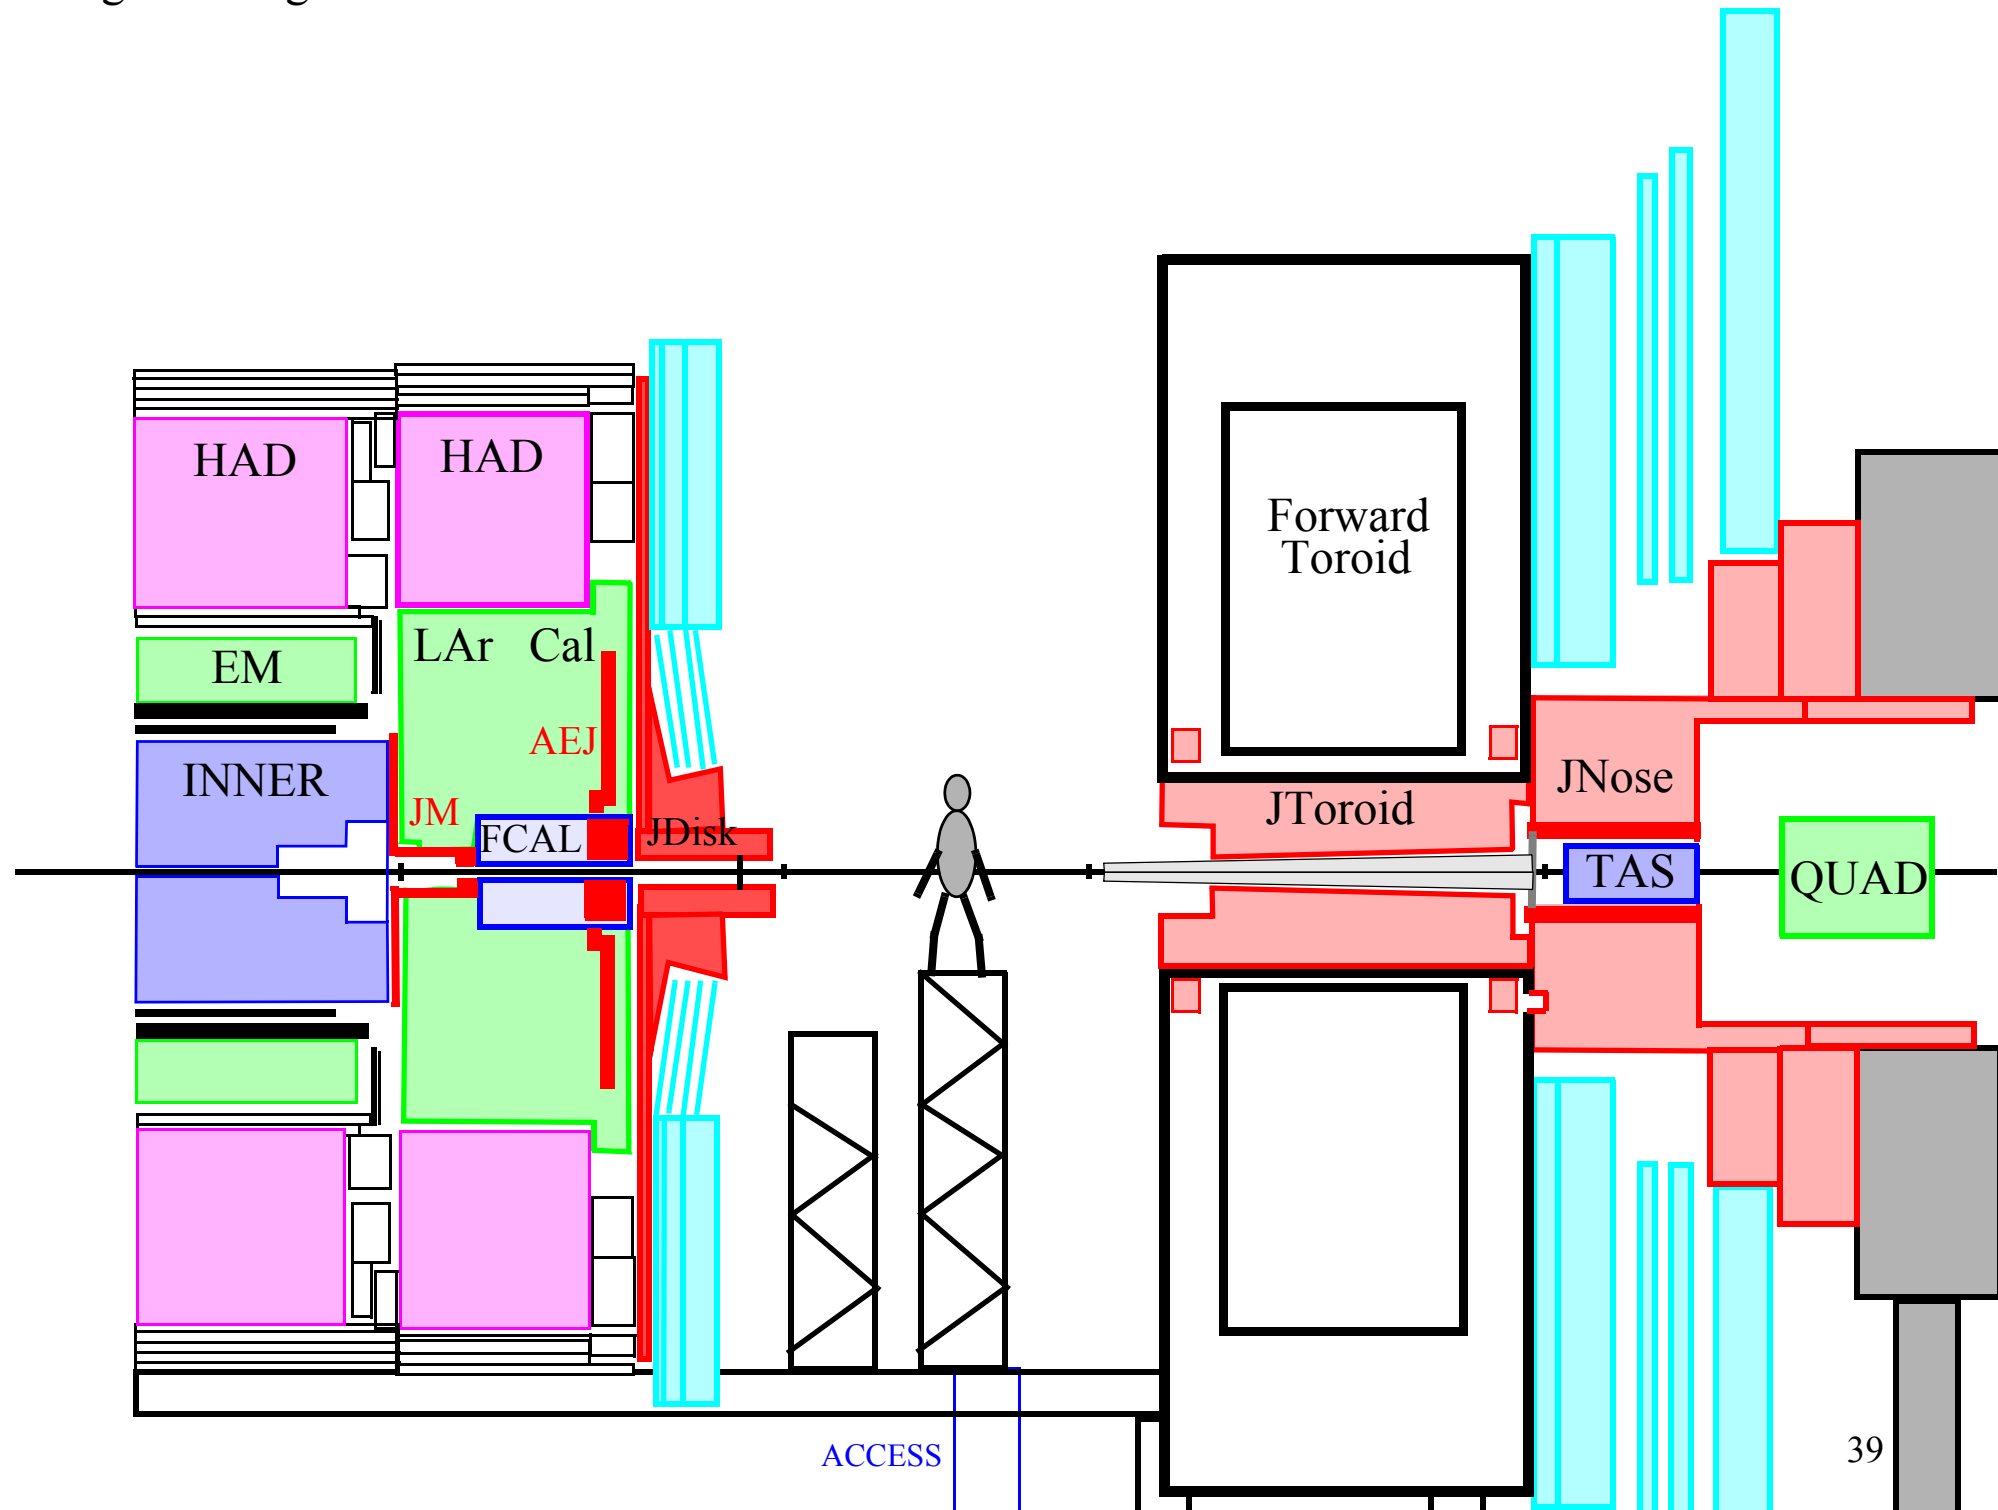 HAD
HAD
Forward
Toroid
LAr Cal
EM
AEJ
INNER
JM
JNose
JToroid
FCAL
JDisk
TAS
QUAD
ACCESS
39